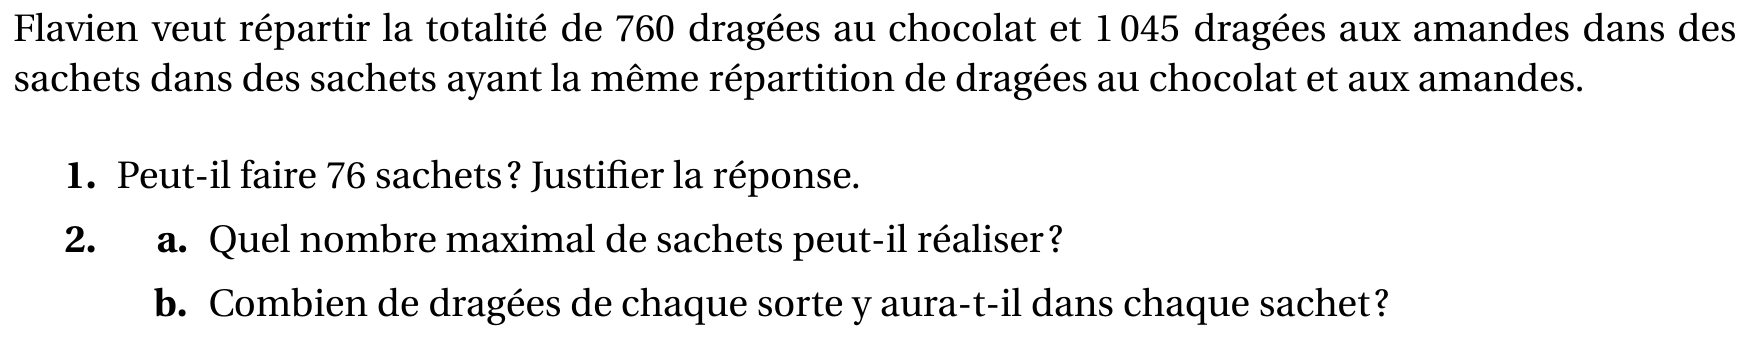 Flavien veut répartir la totalité de 760 dragées au chocolat et 1 045 dragées aux amandes dans des
sachets dans des sachets ayant la même répartition de dragées au chocolat et aux amandes.
1. Peut-il faire 76 sachets ? Justifier la réponse.
2. a. Quel nombre maximal de sachets peut-il réaliser ?
b. Combien de dragées de chaque sorte y aura-t-il dans chaque sachet ?